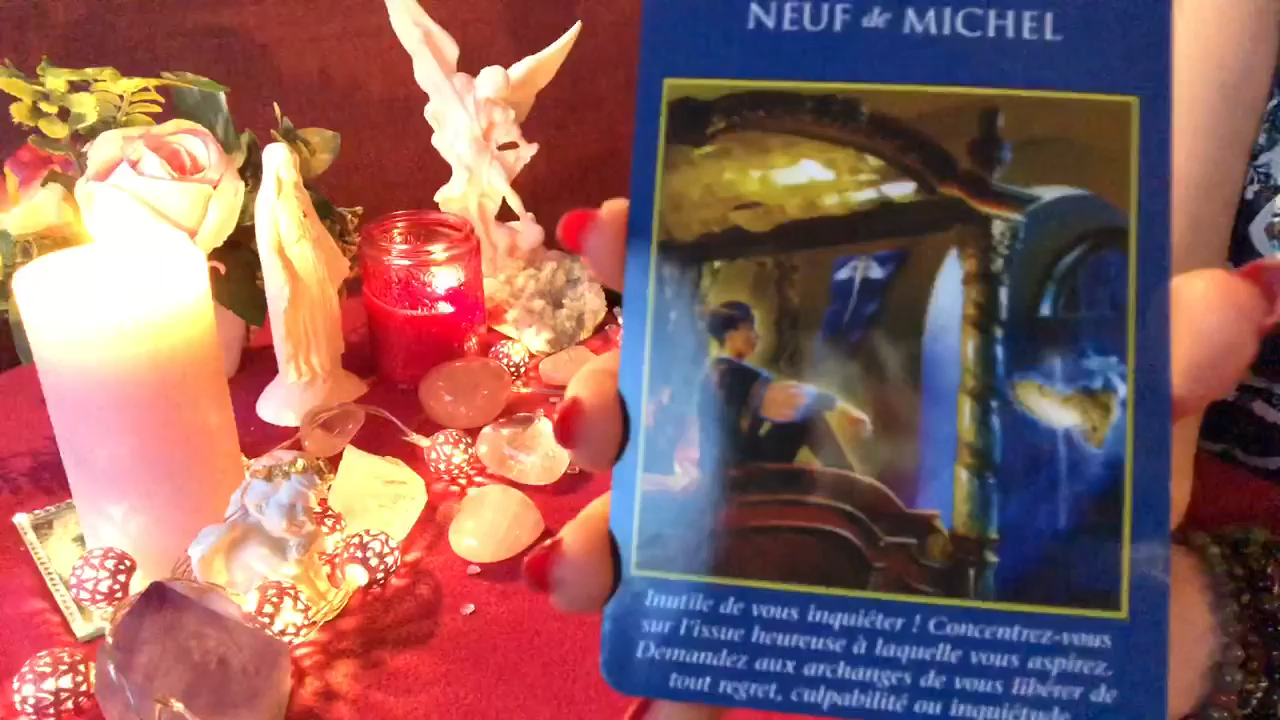 NEUF de MICHEL
Inutile de vous inquiéter ! Concentrez-vous
sur l'issue heureuse à laquelle vous aspirez.
Demandez aux archanges de vous libérer de
tout regret, culpabilité ou inquiétude.